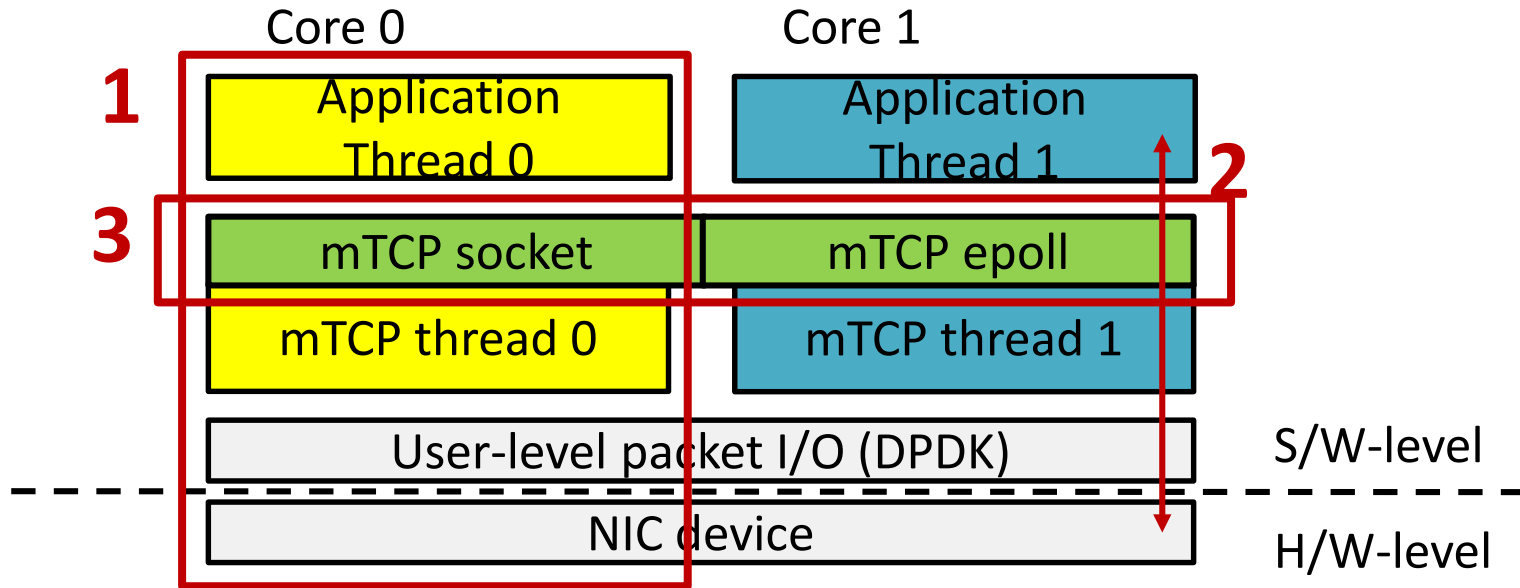 Core 0
Core 1
1
Application
Thread 0
Application
Thread 1
2
3
mTCP socket
mTCP epoll
mTCP thread 0
mTCP thread 1
User-level packet I/O (DPDK)
S/W-level
NIC device
H/W-level